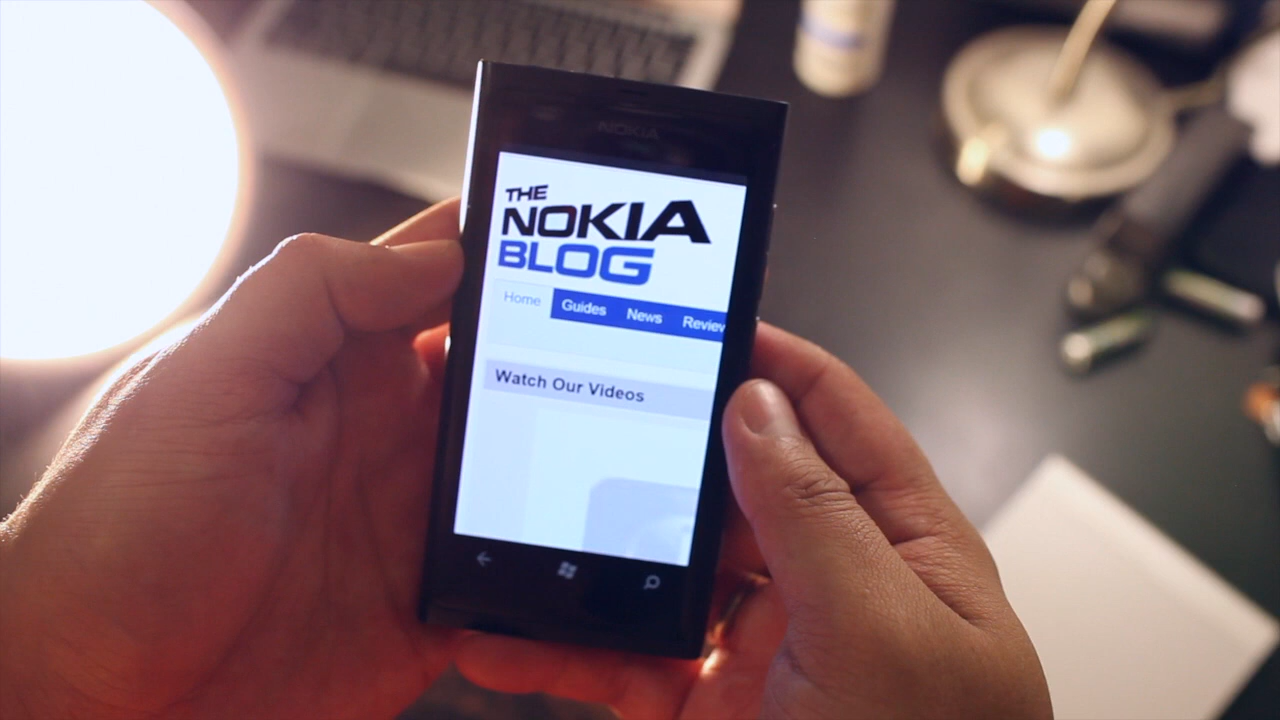 NOKIA
THE
NOKIA
BLOG
Home Guides News Review
Watch Our Videos